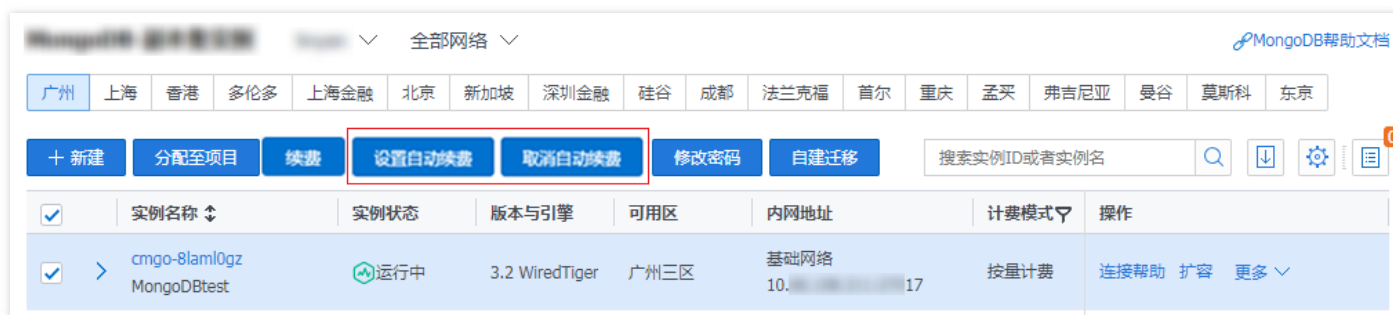 全部网络
MongoDB帮助文档
广州 上海 香港 多伦多 上海金融 北京 新加坡 深圳金融 硅谷 成都 法兰克福 首尔 重庆 孟买 弗吉尼亚 曼谷 莫斯科 东京
+ 新建 分配至项目 续费 设置自动续费 取消自动续费 修改密码 自建迁移 搜索实例ID或者实例名
实例名称 实例状态 版本与引擎 可用区 内网地址 计费模式 操作
cmgo-8laml0gz 运行中 3.2 WiredTiger 广州三区 基础网络 按量计费 连接帮助 扩容 更多
MongoDBtest 10. 17